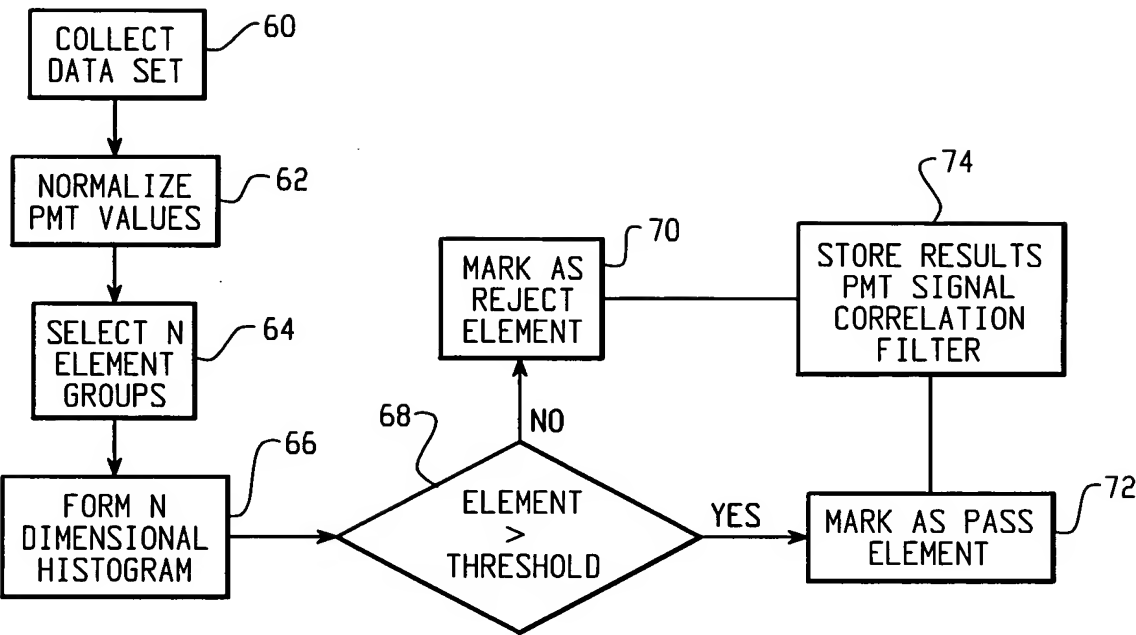 COLLECT
DATA SET
60
NORMALIZE
PMT VALUES
62
SELECT N
ELEMENT
GROUPS
64
FORM N
DIMENSIONAL
HISTOGRAM
66
ELEMENT
>
THRESHOLD
68
NO
MARK AS
REJECT
ELEMENT
70
YES
MARK AS PASS
ELEMENT
72
STORE RESULTS
PMT SIGNAL
CORRELATION
FILTER
74